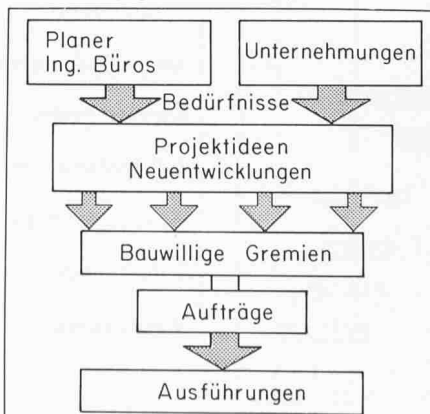 Planer
Ing. Büros
Unternehmungen
Bedürfnisse
Projektideen
Neuentwicklungen
Bauwillige Gremien
Aufträge
Ausführungen